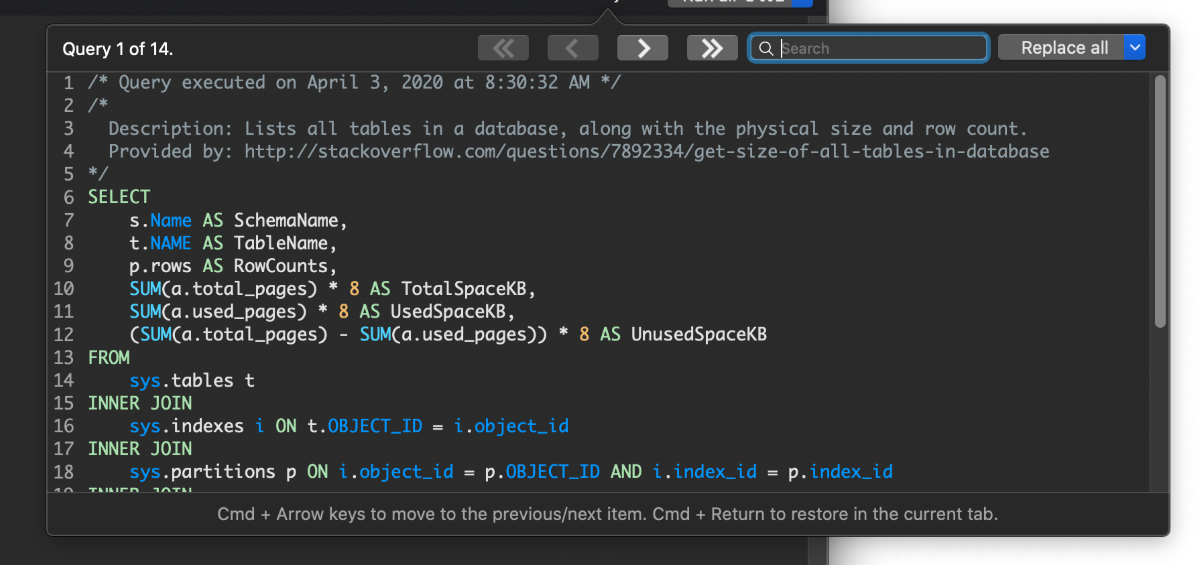 Query 1 of 14.
Search
Replace all
1 /* Query executed on April 3, 2020 at 8:30:32 AM */
2 /*
3   Description: Lists all tables in a database, along with the physical size and row count.
4   Provided by: http://stackoverflow.com/questions/7892334/get-size-of-all-tables-in-database
5 */
6 SELECT
7     s.Name AS SchemaName,
8     t.NAME AS TableName,
9     p.rows AS RowCounts,
10     SUM(a.total_pages) * 8 AS TotalSpaceKB,
11     SUM(a.used_pages) * 8 AS UsedSpaceKB,
12     (SUM(a.total_pages) - SUM(a.used_pages)) * 8 AS UnusedSpaceKB
13 FROM
14     sys.tables t
15 INNER JOIN
16     sys.indexes i ON t.OBJECT_ID = i.object_id
17 INNER JOIN
18     sys.partitions p ON i.object_id = p.OBJECT_ID AND i.index_id = p.index_id
19 INNER JOIN
Cmd + Arrow keys to move to the previous/next item. Cmd + Return to restore in the current tab.